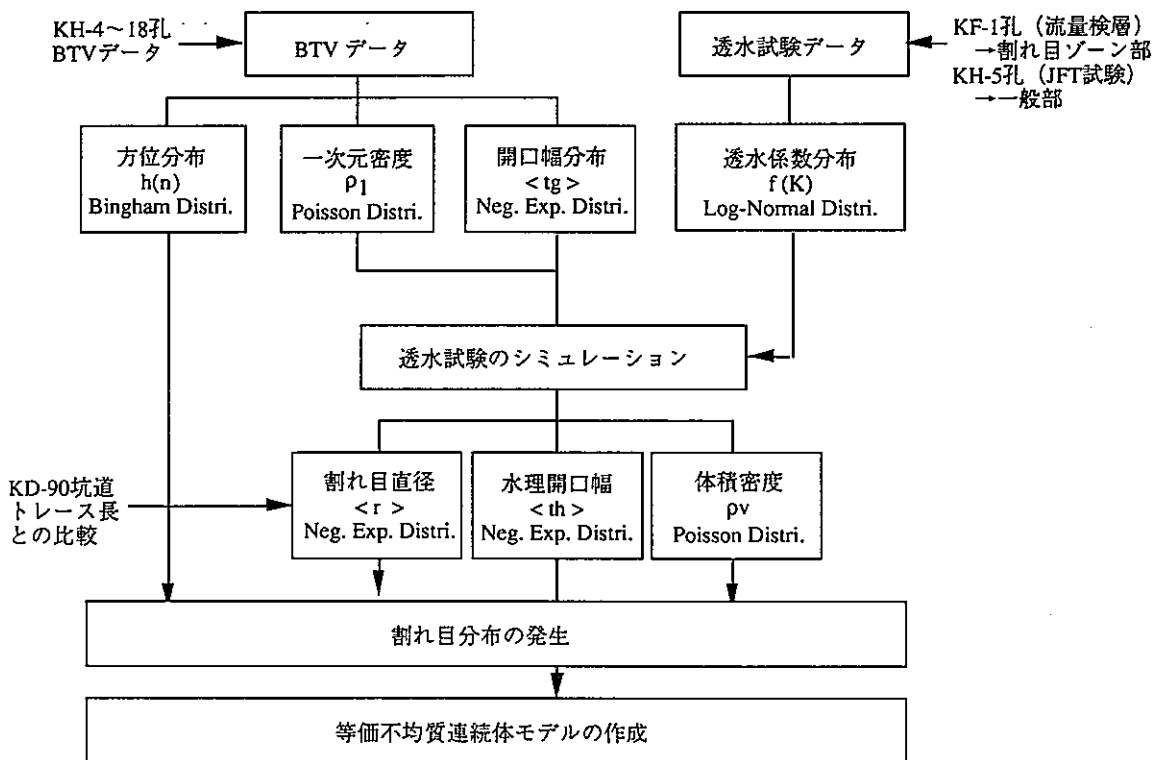 KH-4～18孔
BTVデータ
BTV データ
透水試験データ
KF-1孔（流量検層）
→割れ目ゾーン部
KH-5孔（JFT試験）
→一般部
方位分布
h(n)
Bingham Distri.
一次元密度
ρ1
Poisson Distri.
開口幅分布
< tg >
Neg. Exp. Distri.
透水係数分布
f (K)
Log-Normal Distri.
透水試験のシミュレーション
KD-90坑道
トレース長
との比較
割れ目直径
< r >
Neg. Exp. Distri.
水理開口幅
< th >
Neg. Exp. Distri.
体積密度
ρv
Poisson Distri.
割れ目分布の発生
等価不均質連続体モデルの作成